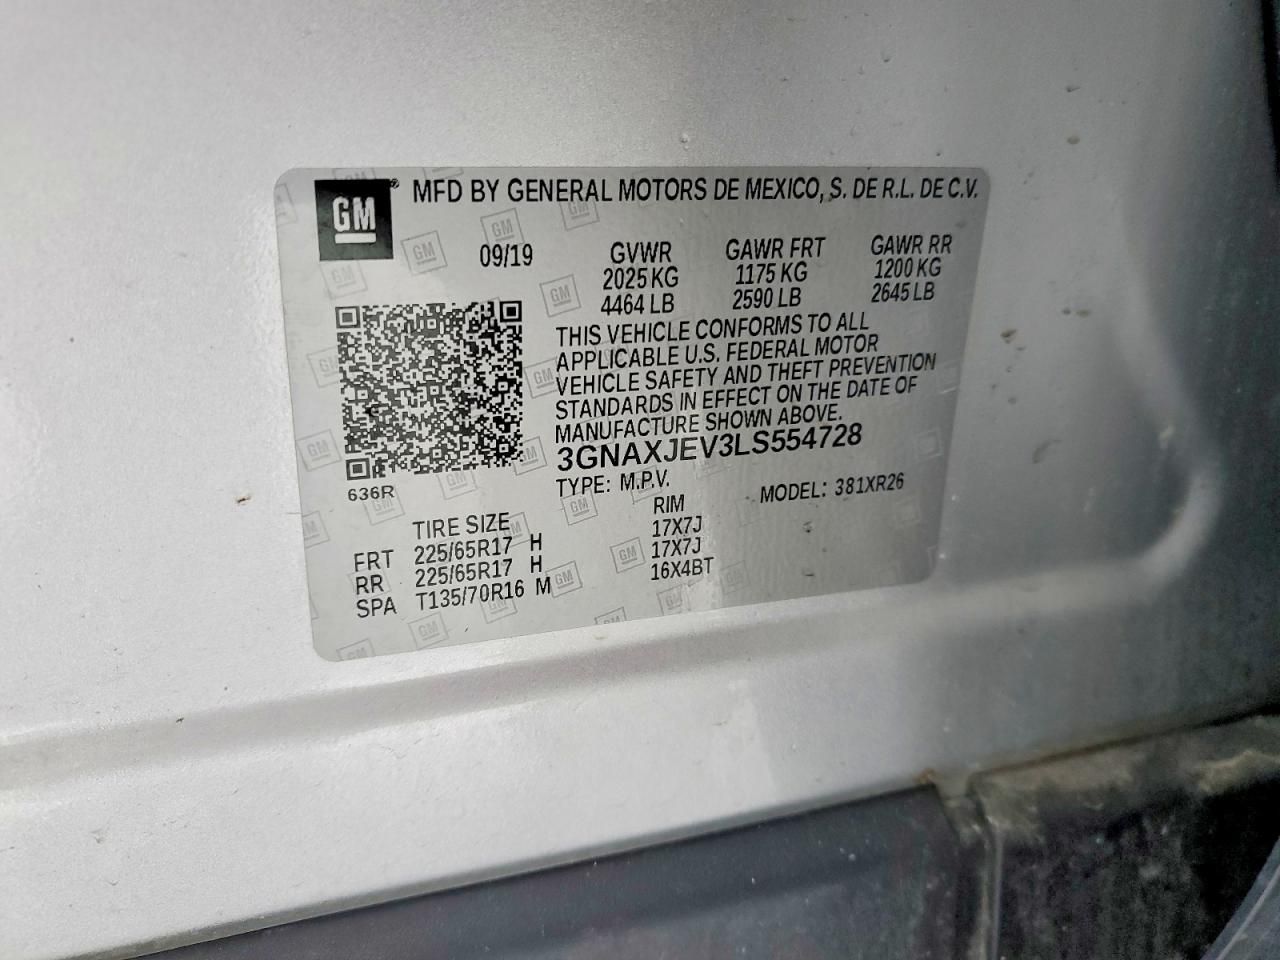 GM® MFD BY GENERAL MOTORS DE MEXICO, S. DE R.L. DE C.V.
09/19 GVWR GAWR FRT GAWR RR
2025 KG 1175 KG 1200 KG
4464 LB 2590 LB 2645 LB
THIS VEHICLE CONFORMS TO ALL
APPLICABLE U.S. FEDERAL MOTOR
VEHICLE SAFETY AND THEFT PREVENTION
STANDARDS IN EFFECT ON THE DATE OF
MANUFACTURE SHOWN ABOVE.
3GNAXJEV3LS554728
TYPE: M.P.V. MODEL: 381XR26
636R
TIRE SIZE RIM
FRT 225/65R17 H 17X7J
RR 225/65R17 H 17X7J
SPA T135/70R16 M 16X4BT